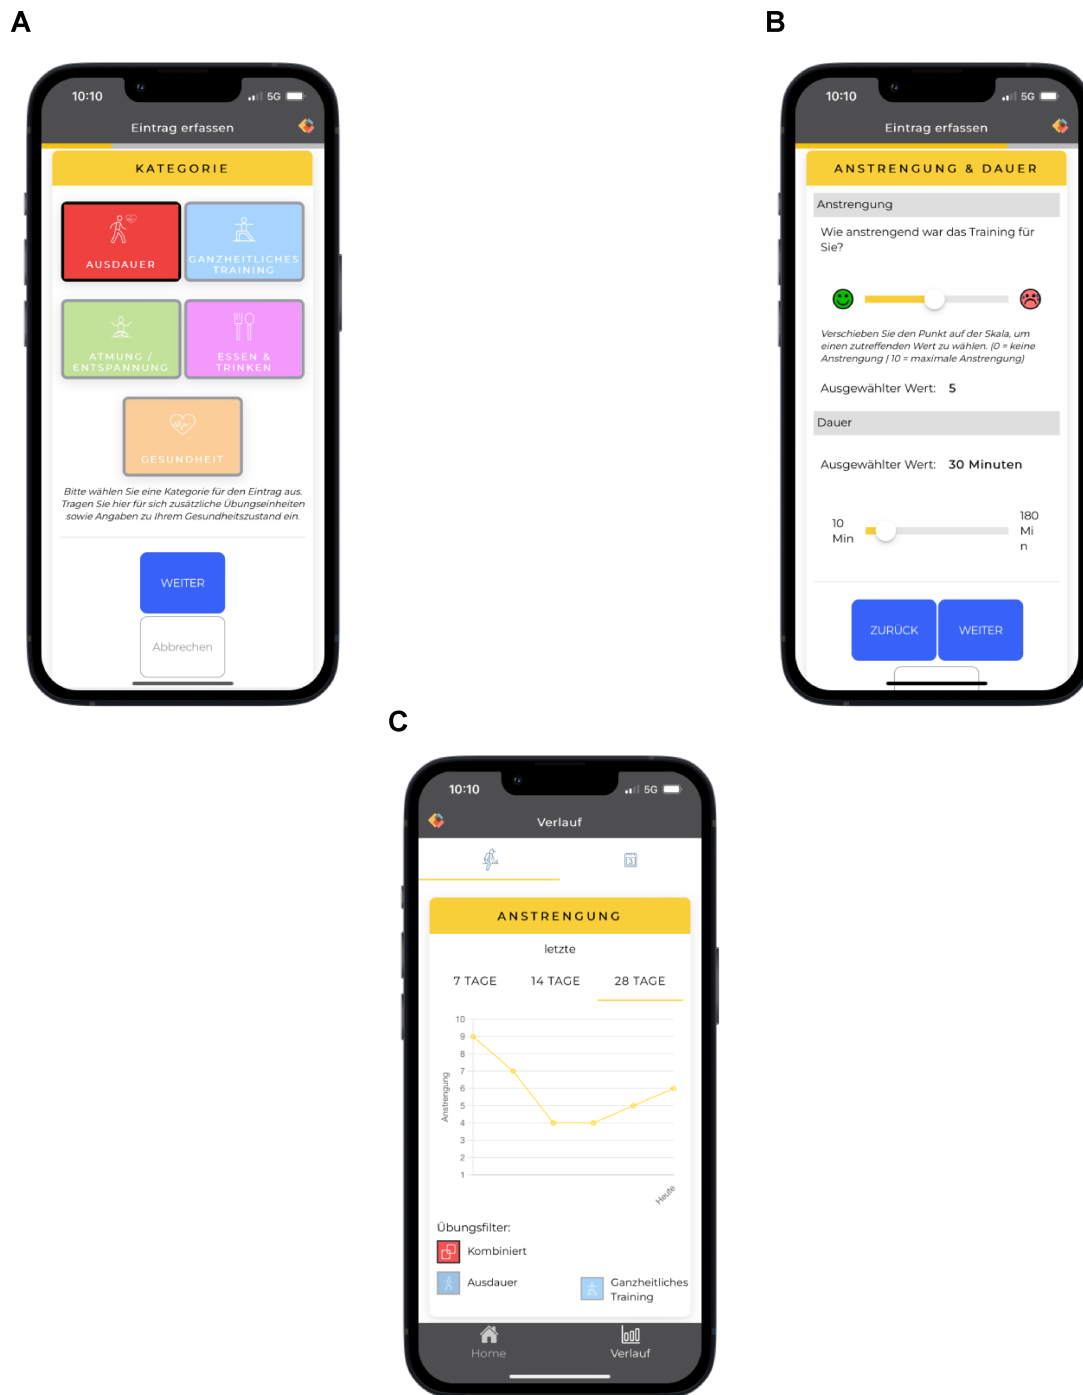 A
10:10
5G
Eintrag erfassen
KATEGORIE
AUSDAUER
GANZHEITLICHES
TRAINING
ATMUNG /
ENTSPANNUNG
ESSEN &
TRINKEN
GESUNDHEIT
Bitte wählen Sie eine Kategorie für den Eintrag aus.
Tragen Sie hier für sich zusätzliche Übungseinheiten
sowie Angaben zu Ihrem Gesundheitszustand ein.
WEITER
Abbrechen
B
10:10
5G
Eintrag erfassen
ANSTRENGUNG & DAUER
Anstrengung
Wie anstrengend war das Training für
Sie?
Verschieben Sie den Punkt auf der Skala, um
einen zutreffenden Wert zu wählen. (0 = keine
Anstrengung | 10 = maximale Anstrengung)
Ausgewählter Wert: 5
Dauer
Ausgewählter Wert: 30 Minuten
10
Min
180
Mi
n
ZURÜCK
WEITER
C
10:10
5G
Verlauf
3
ANSTRENGUNG
letzte
7 TAGE
14 TAGE
28 TAGE
Anstrengung
10
9
8
7
6
5
4
3
2
1
Heute
Übungsfilter:
Kombiniert
Ausdauer
Ganzheitliches
Training
Home
Verlauf